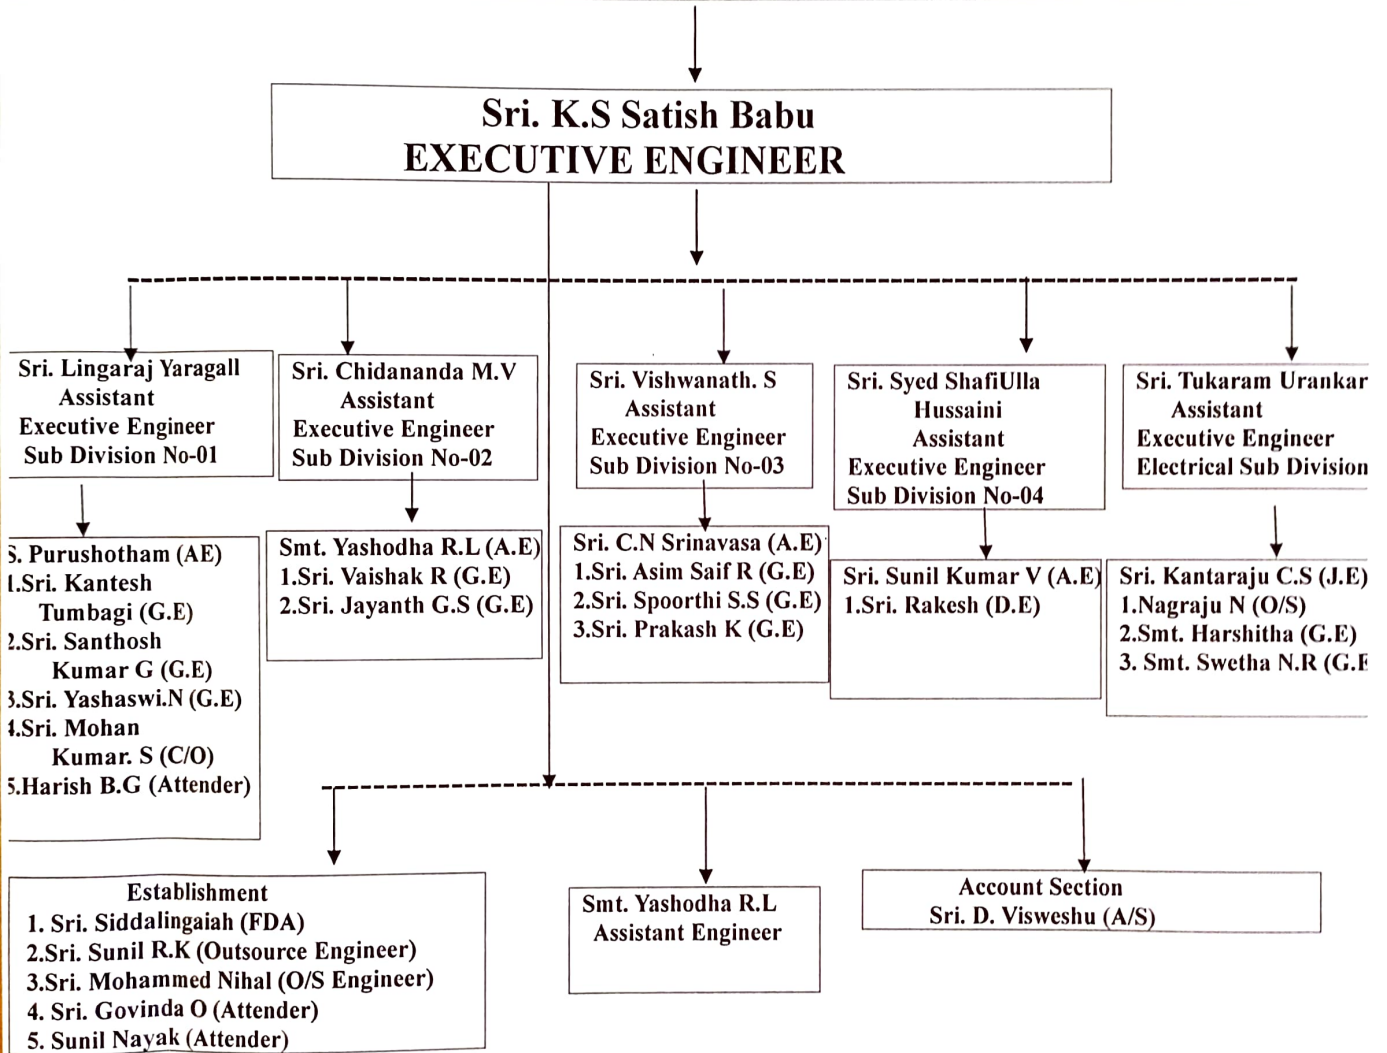 Sri. K.S Satish Babu
EXECUTIVE ENGINEER
Sri. Lingaraj Yaragall
Assistant
Executive Engineer
Sub Division No-01
Sri. Chidananda M.V
Assistant
Executive Engineer
Sub Division No-02
Sri. Vishwanath. S
Assistant
Executive Engineer
Sub Division No-03
Sri. Syed ShafiUlla
Hussaini
Assistant
Executive Engineer
Sub Division No-04
Sri. Tukaram Urankar
Assistant
Executive Engineer
Electrical Sub Division
S. Purushotham (AE)
1.Sri. Kantesh
Tumbagi (G.E)
2.Sri. Santhosh
Kumar G (G.E)
3.Sri. Yashaswi.N (G.E)
4.Sri. Mohan
Kumar. S (C/O)
5.Harish B.G (Attender)
Smt. Yashodha R.L (A.E)
1.Sri. Vaishak R (G.E)
2.Sri. Jayanth G.S (G.E)
Sri. C.N Srinavasa (A.E)
1.Sri. Asim Saif R (G.E)
2.Sri. Spoorthi S.S (G.E)
3.Sri. Prakash K (G.E)
Sri. Sunil Kumar V (A.E)
1.Sri. Rakesh (D.E)
Sri. Kantaraju C.S (J.E)
1.Nagraju N (O/S)
2.Smt. Harshitha (G.E)
3. Smt. Swetha N.R (G.E
Establishment
1. Sri. Siddalingaiah (FDA)
2.Sri. Sunil R.K (Outsource Engineer)
3.Sri. Mohammed Nihal (O/S Engineer)
4. Sri. Govinda O (Attender)
5. Sunil Nayak (Attender)
Smt. Yashodha R.L
Assistant Engineer
Account Section
Sri. D. Visweshu (A/S)